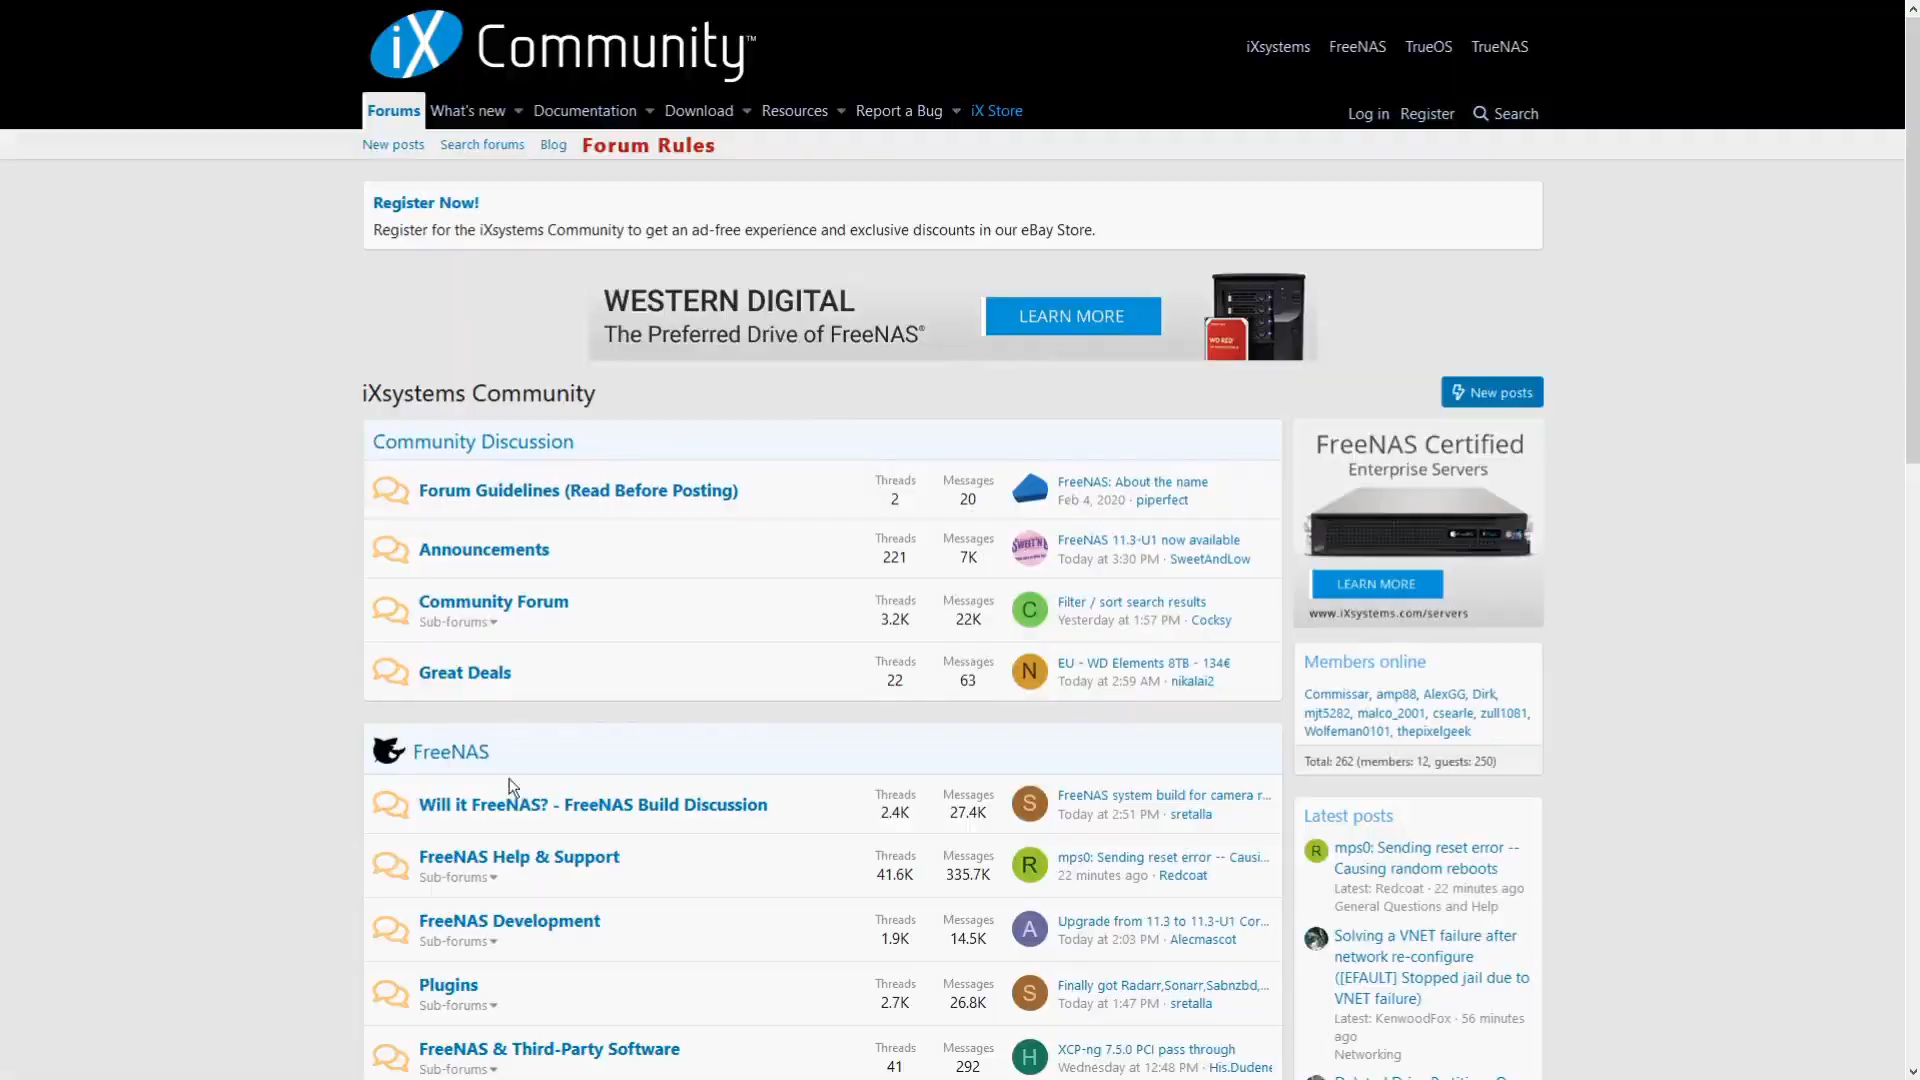 iX Community™
iXsystems FreeNAS TrueOS TrueNAS
Forums What's new Documentation Download Resources Report a Bug iX Store
Log in Register Search
New posts Search forums Blog Forum Rules
Register Now!
Register for the iXsystems Community to get an ad-free experience and exclusive discounts in our eBay Store.
WESTERN DIGITAL
The Preferred Drive of FreeNAS®
LEARN MORE
WD RED
iXsystems Community
New posts
Community Discussion
Forum Guidelines (Read Before Posting)
Threads
2
Messages
20
FreeNAS: About the name
Feb 4, 2020 · piperfect
Announcements
Threads
221
Messages
7K
FreeNAS 11.3-U1 now available
Today at 3:30 PM · SweetAndLow
Community Forum
Sub-forums
Threads
3.2K
Messages
22K
C
Filter / sort search results
Yesterday at 1:57 PM · Cocksy
Great Deals
Threads
22
Messages
63
N
EU - WD Elements 8TB - 134€
Today at 2:59 AM · nikalai2
FreeNAS
Will it FreeNAS? - FreeNAS Build Discussion
Threads
2.4K
Messages
27.4K
S
FreeNAS system build for camera r...
Today at 2:51 PM · sretalla
FreeNAS Help & Support
Sub-forums
Threads
41.6K
Messages
335.7K
R
mps0: Sending reset error -- Causi...
22 minutes ago · Redcoat
FreeNAS Development
Sub-forums
Threads
1.9K
Messages
14.5K
A
Upgrade from 11.3 to 11.3-U1 Cor...
Today at 2:03 PM · Alecmascot
Plugins
Sub-forums
Threads
2.7K
Messages
26.8K
S
Finally got Radarr,Sonarr,Sabnzbd,...
Today at 1:47 PM · sretalla
FreeNAS & Third-Party Software
Sub-forums
Threads
41
Messages
292
H
XCP-ng 7.5.0 PCI pass through
Wednesday at 12:48 PM · His.Dudene
FreeNAS Certified
Enterprise Servers
LEARN MORE
www.iXsystems.com/servers
Members online
Commissar, amp88, AlexGG, Dirk,
mjt5282, malco_2001, csearle, zull1081,
Wolfeman0101, thepixelgeek
Total: 262 (members: 12, guests: 250)
Latest posts
R
mps0: Sending reset error --
Causing random reboots
Latest: Redcoat · 22 minutes ago
General Questions and Help
Solving a VNET failure after
network re-configure
([EFAULT] Stopped jail due to
VNET failure)
Latest: KenwoodFox · 56 minutes
ago
Networking